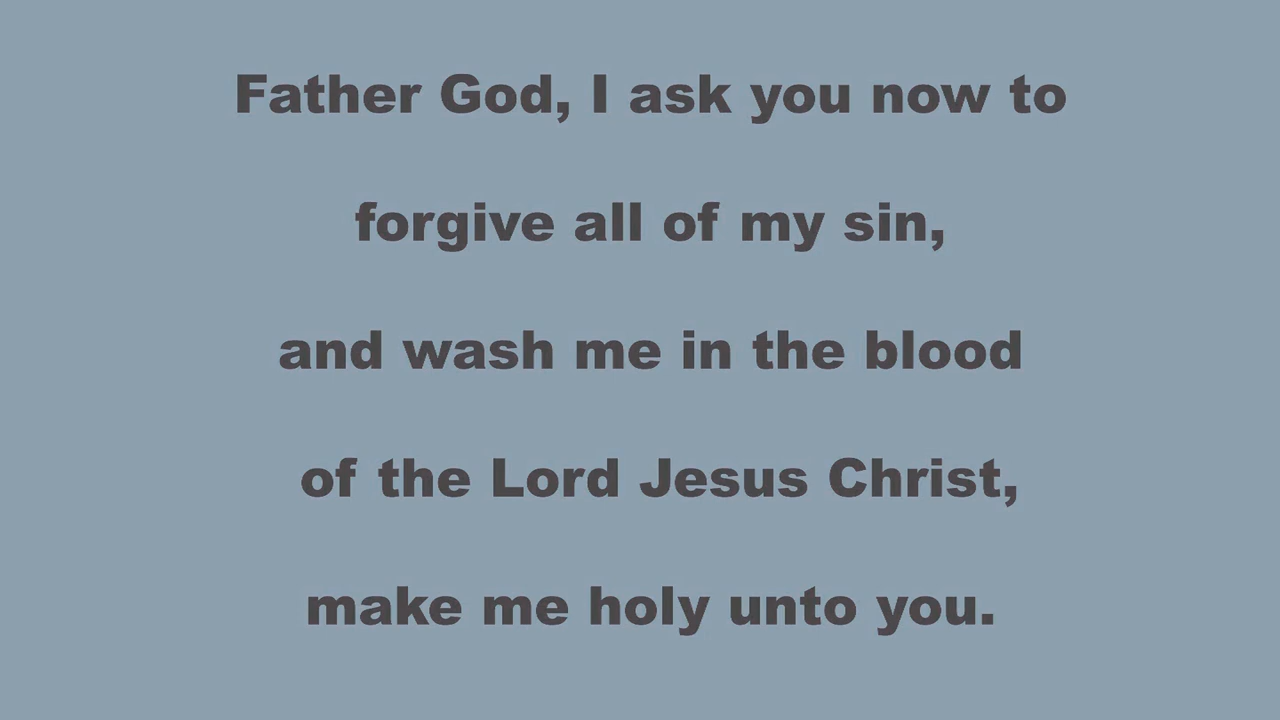 Father God, I ask you now to
forgive all of my sin,
and wash me in the blood
of the Lord Jesus Christ,
make me holy unto you.